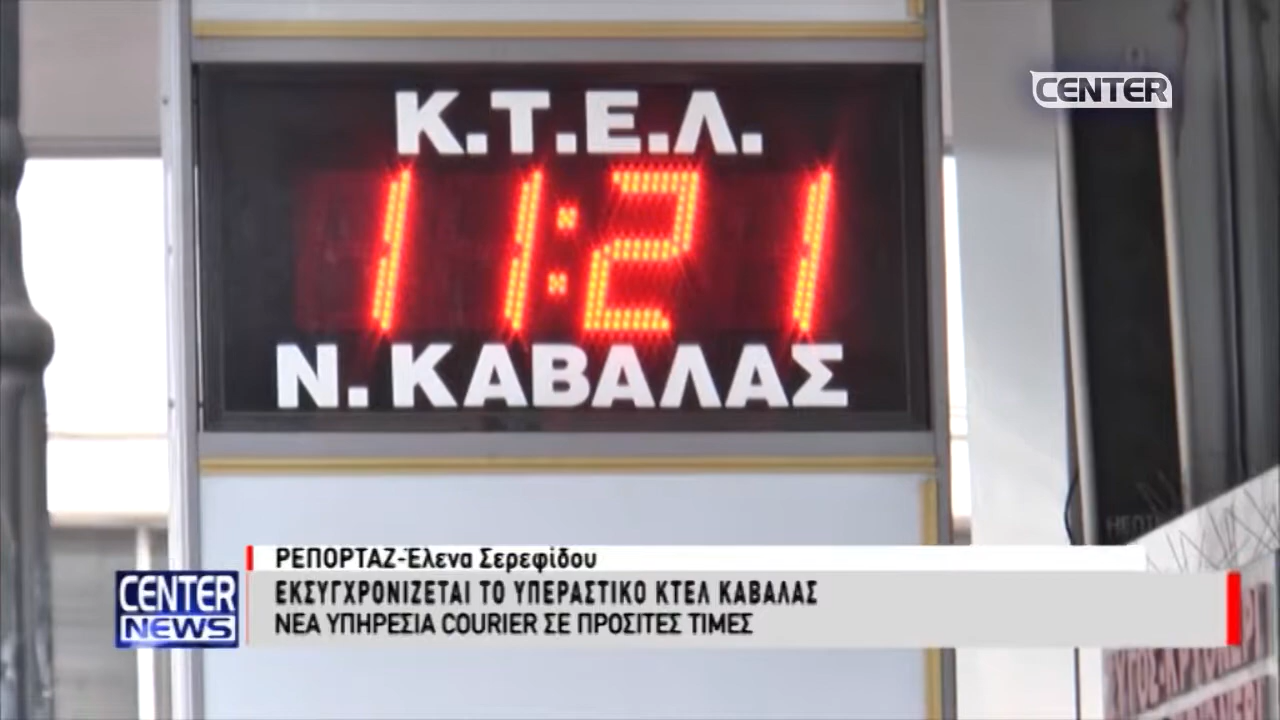 CENTER
Κ.Τ.Ε.Λ.
11:21
Ν. ΚΑΒΑΛΑΣ
ΡΕΠΟΡΤΑΖ-Έλενα Σερεφίδου
ΕΚΣΥΓΧΡΟΝΙΖΕΤΑΙ ΤΟ ΥΠΕΡΑΣΤΙΚΟ ΚΤΕΛ ΚΑΒΑΛΑΣ
ΝΕΑ ΥΠΗΡΕΣΙΑ COURIER ΣΕ ΠΡΟΣΙΤΕΣ ΤΙΜΕΣ
CENTER
NEWS